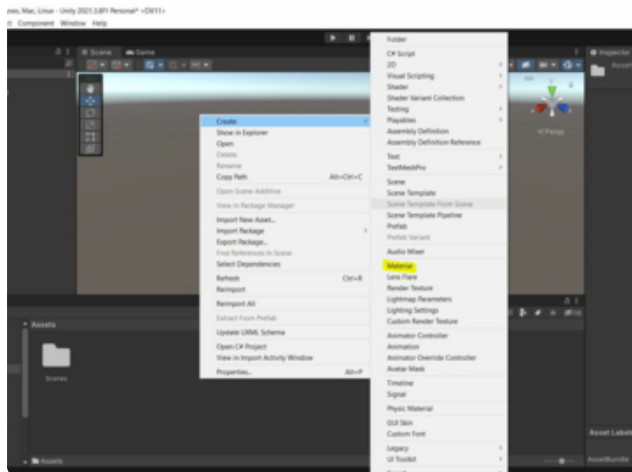 ows, Mac, Linux - Unity 2021.3.8f1 Personal* <DX11>
Component Window Help
Scene Game
Inspector
Persp
Create
Show in Explorer
Open
Delete
Rename
Copy Path Alt+Ctrl+C
Open Scene Additive
View in Package Manager
Import New Asset...
Import Package
Export Package...
Find References In Scene
Select Dependencies
Refresh Ctrl+R
Reimport
Reimport All
Extract From Prefab
Update UXML Schema
Open C# Project
View in Import Activity Window
Properties... Alt+P
Folder
C# Script
2D
Visual Scripting
Shader
Shader Variant Collection
Testing
Playables
Assembly Definition
Assembly Definition Reference
Text
TextMeshPro
Scene
Scene Template
Scene Template From Scene
Scene Template Pipeline
Prefab
Prefab Variant
Audio Mixer
Material
Lens Flare
Render Texture
Lightmap Parameters
Lighting Settings
Custom Render Texture
Animator Controller
Animation
Animator Override Controller
Avatar Mask
Timeline
Signal
Physic Material
GUI Skin
Custom Font
Legacy
UI Toolkit
Assets
Scenes
Assets
Asset Labels
AssetBundle